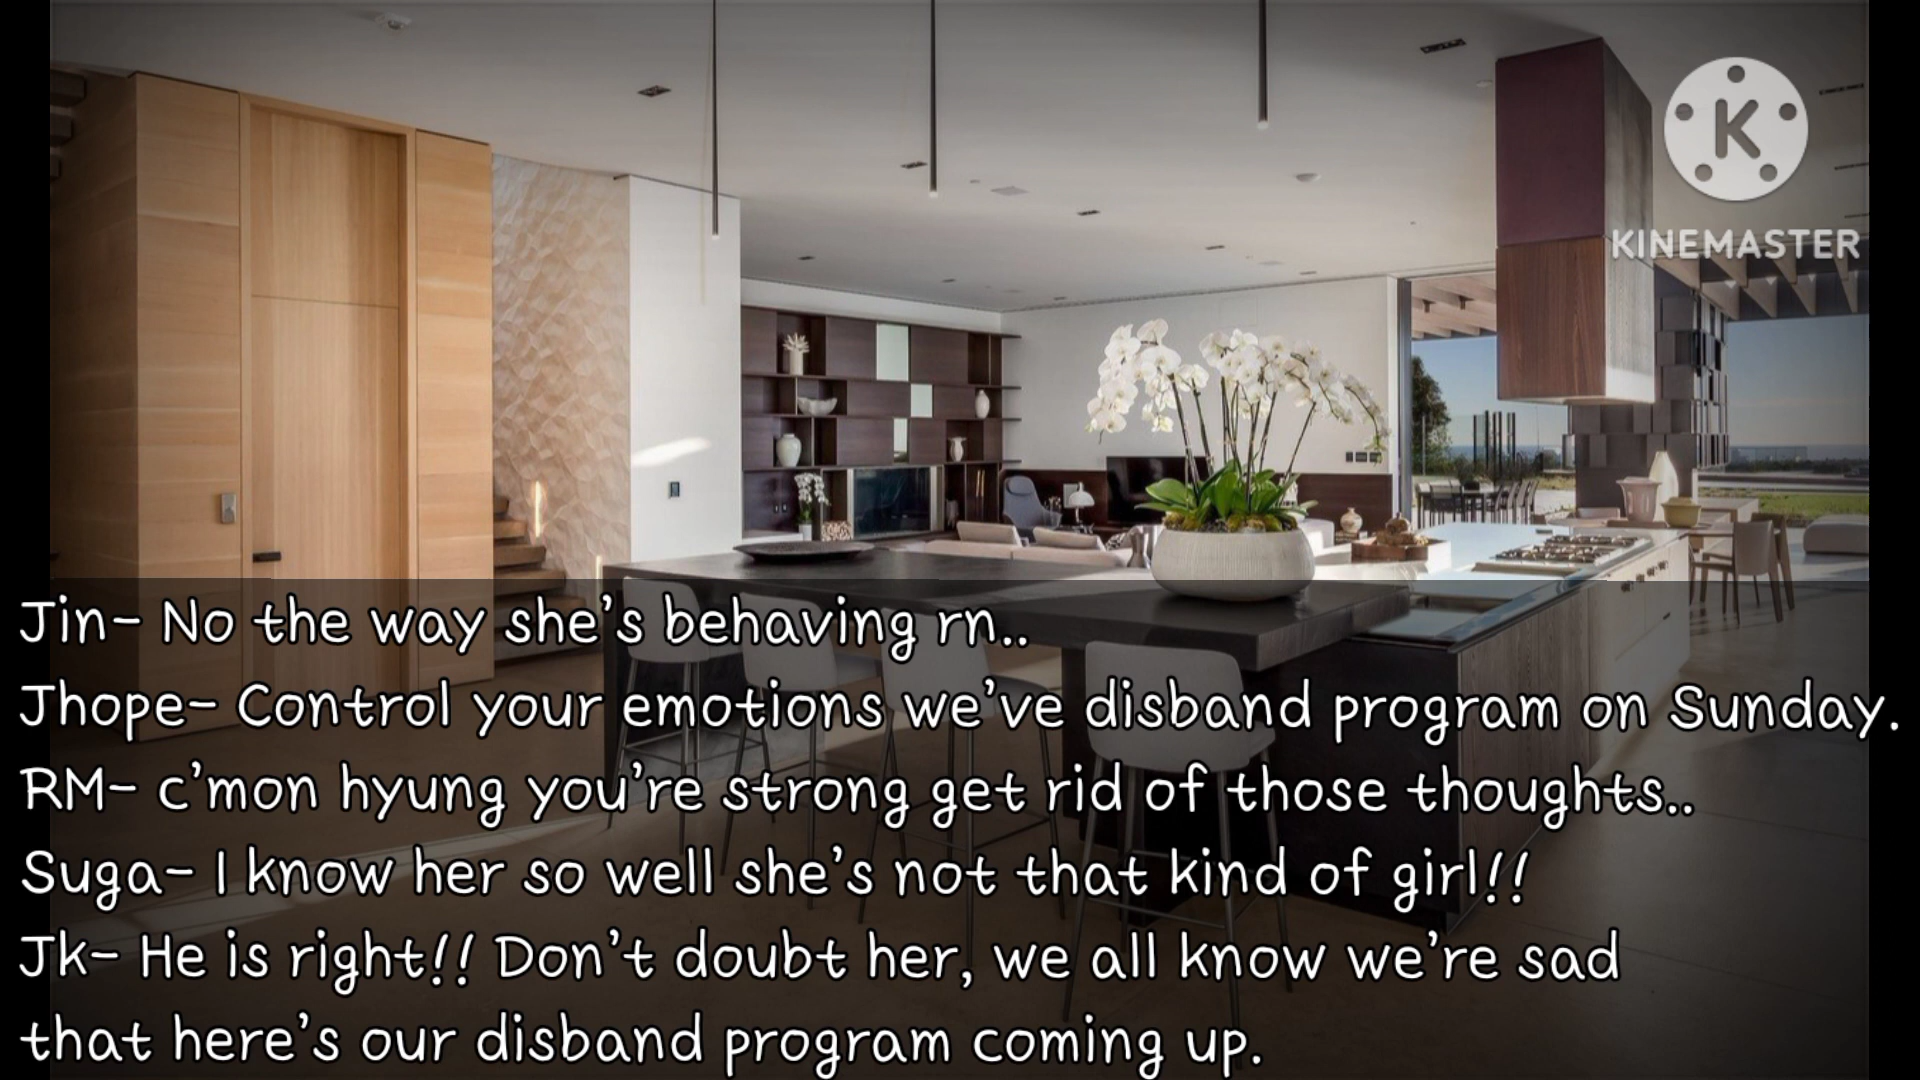 K
KINEMASTER
Jin- No the way she's behaving rn..
Jhope- Control your emotions we've disband program on Sunday.
RM- c'mon hyung you're strong get rid of those thoughts..
Suga- I know her so well she's not that kind of girl!!
Jk- He is right!! Don't doubt her, we all know we're sad
that here's our disband program coming up.